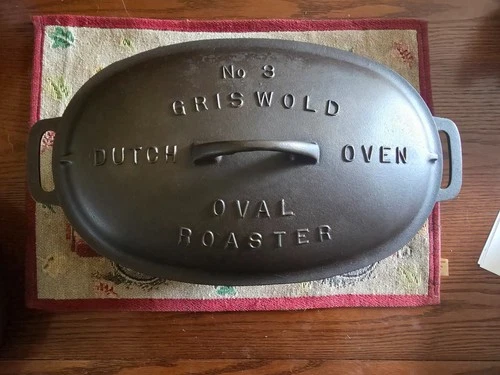 No 3
GRISWOLD
DUTCH OVEN
OVAL
ROASTER